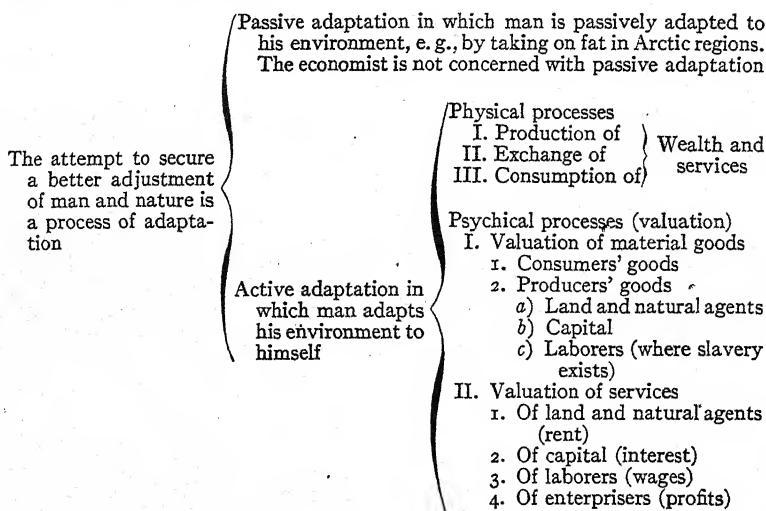 Passive adaptation in which man is passively adapted to
his environment, e. g., by taking on fat in Arctic regions.
The economist is not concerned with passive adaptation
The attempt to secure
a better adjustment
of man and nature is
a process of adapta-
tion
Active adaptation in
which man adapts
his environment to
himself
Physical processes
I. Production of
II. Exchange of
III. Consumption of
Wealth and
services
Psychical processes (valuation)
I. Valuation of material goods
1. Consumers' goods
2. Producers' goods
a) Land and natural agents
b) Capital
c) Laborers (where slavery
exists)
II. Valuation of services
1. Of land and natural agents
(rent)
2. Of capital (interest)
3. Of laborers (wages)
4. Of enterprisers (profits)